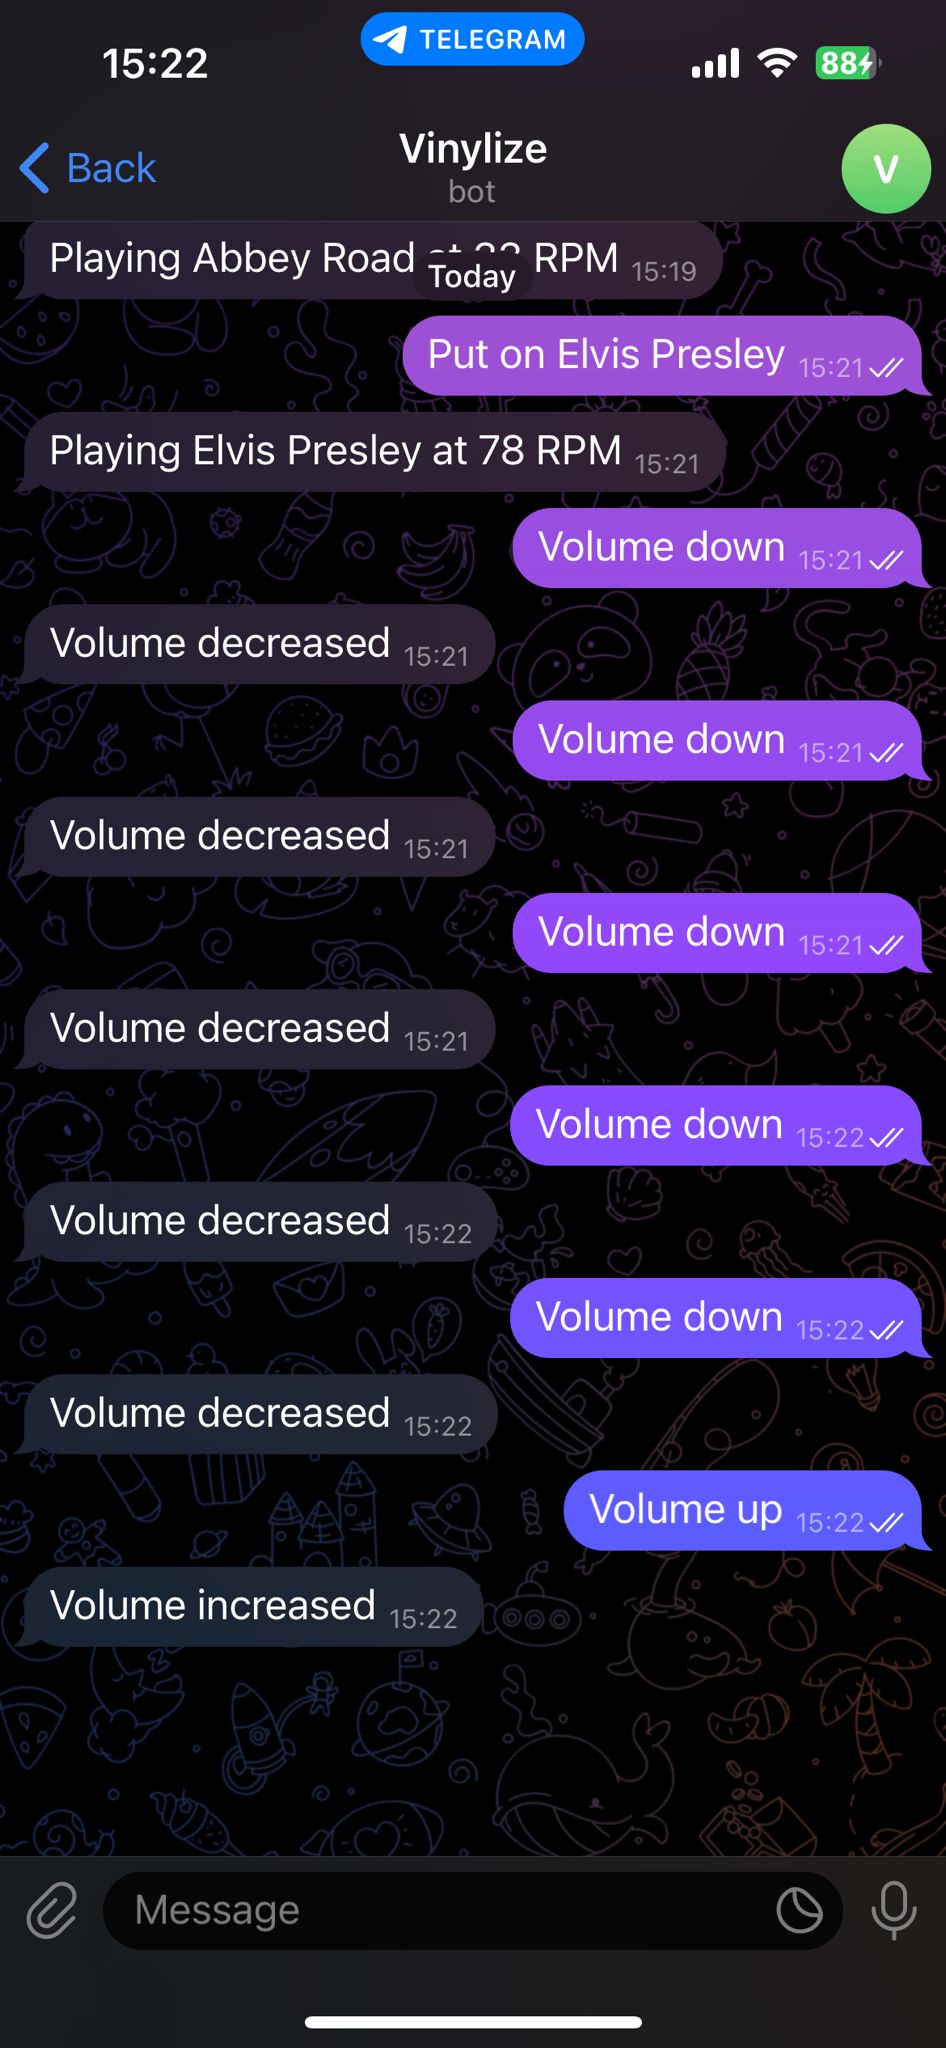 15:22
TELEGRAM
88
Back
Vinylize
bot
V
Playing Abbey Road at 33 RPM 15:19
Today
Put on Elvis Presley 15:21
Playing Elvis Presley at 78 RPM 15:21
Volume down 15:21
Volume decreased 15:21
Volume down 15:21
Volume decreased 15:21
Volume down 15:21
Volume decreased 15:21
Volume down 15:22
Volume decreased 15:22
Volume down 15:22
Volume decreased 15:22
Volume up 15:22
Volume increased 15:22
Message